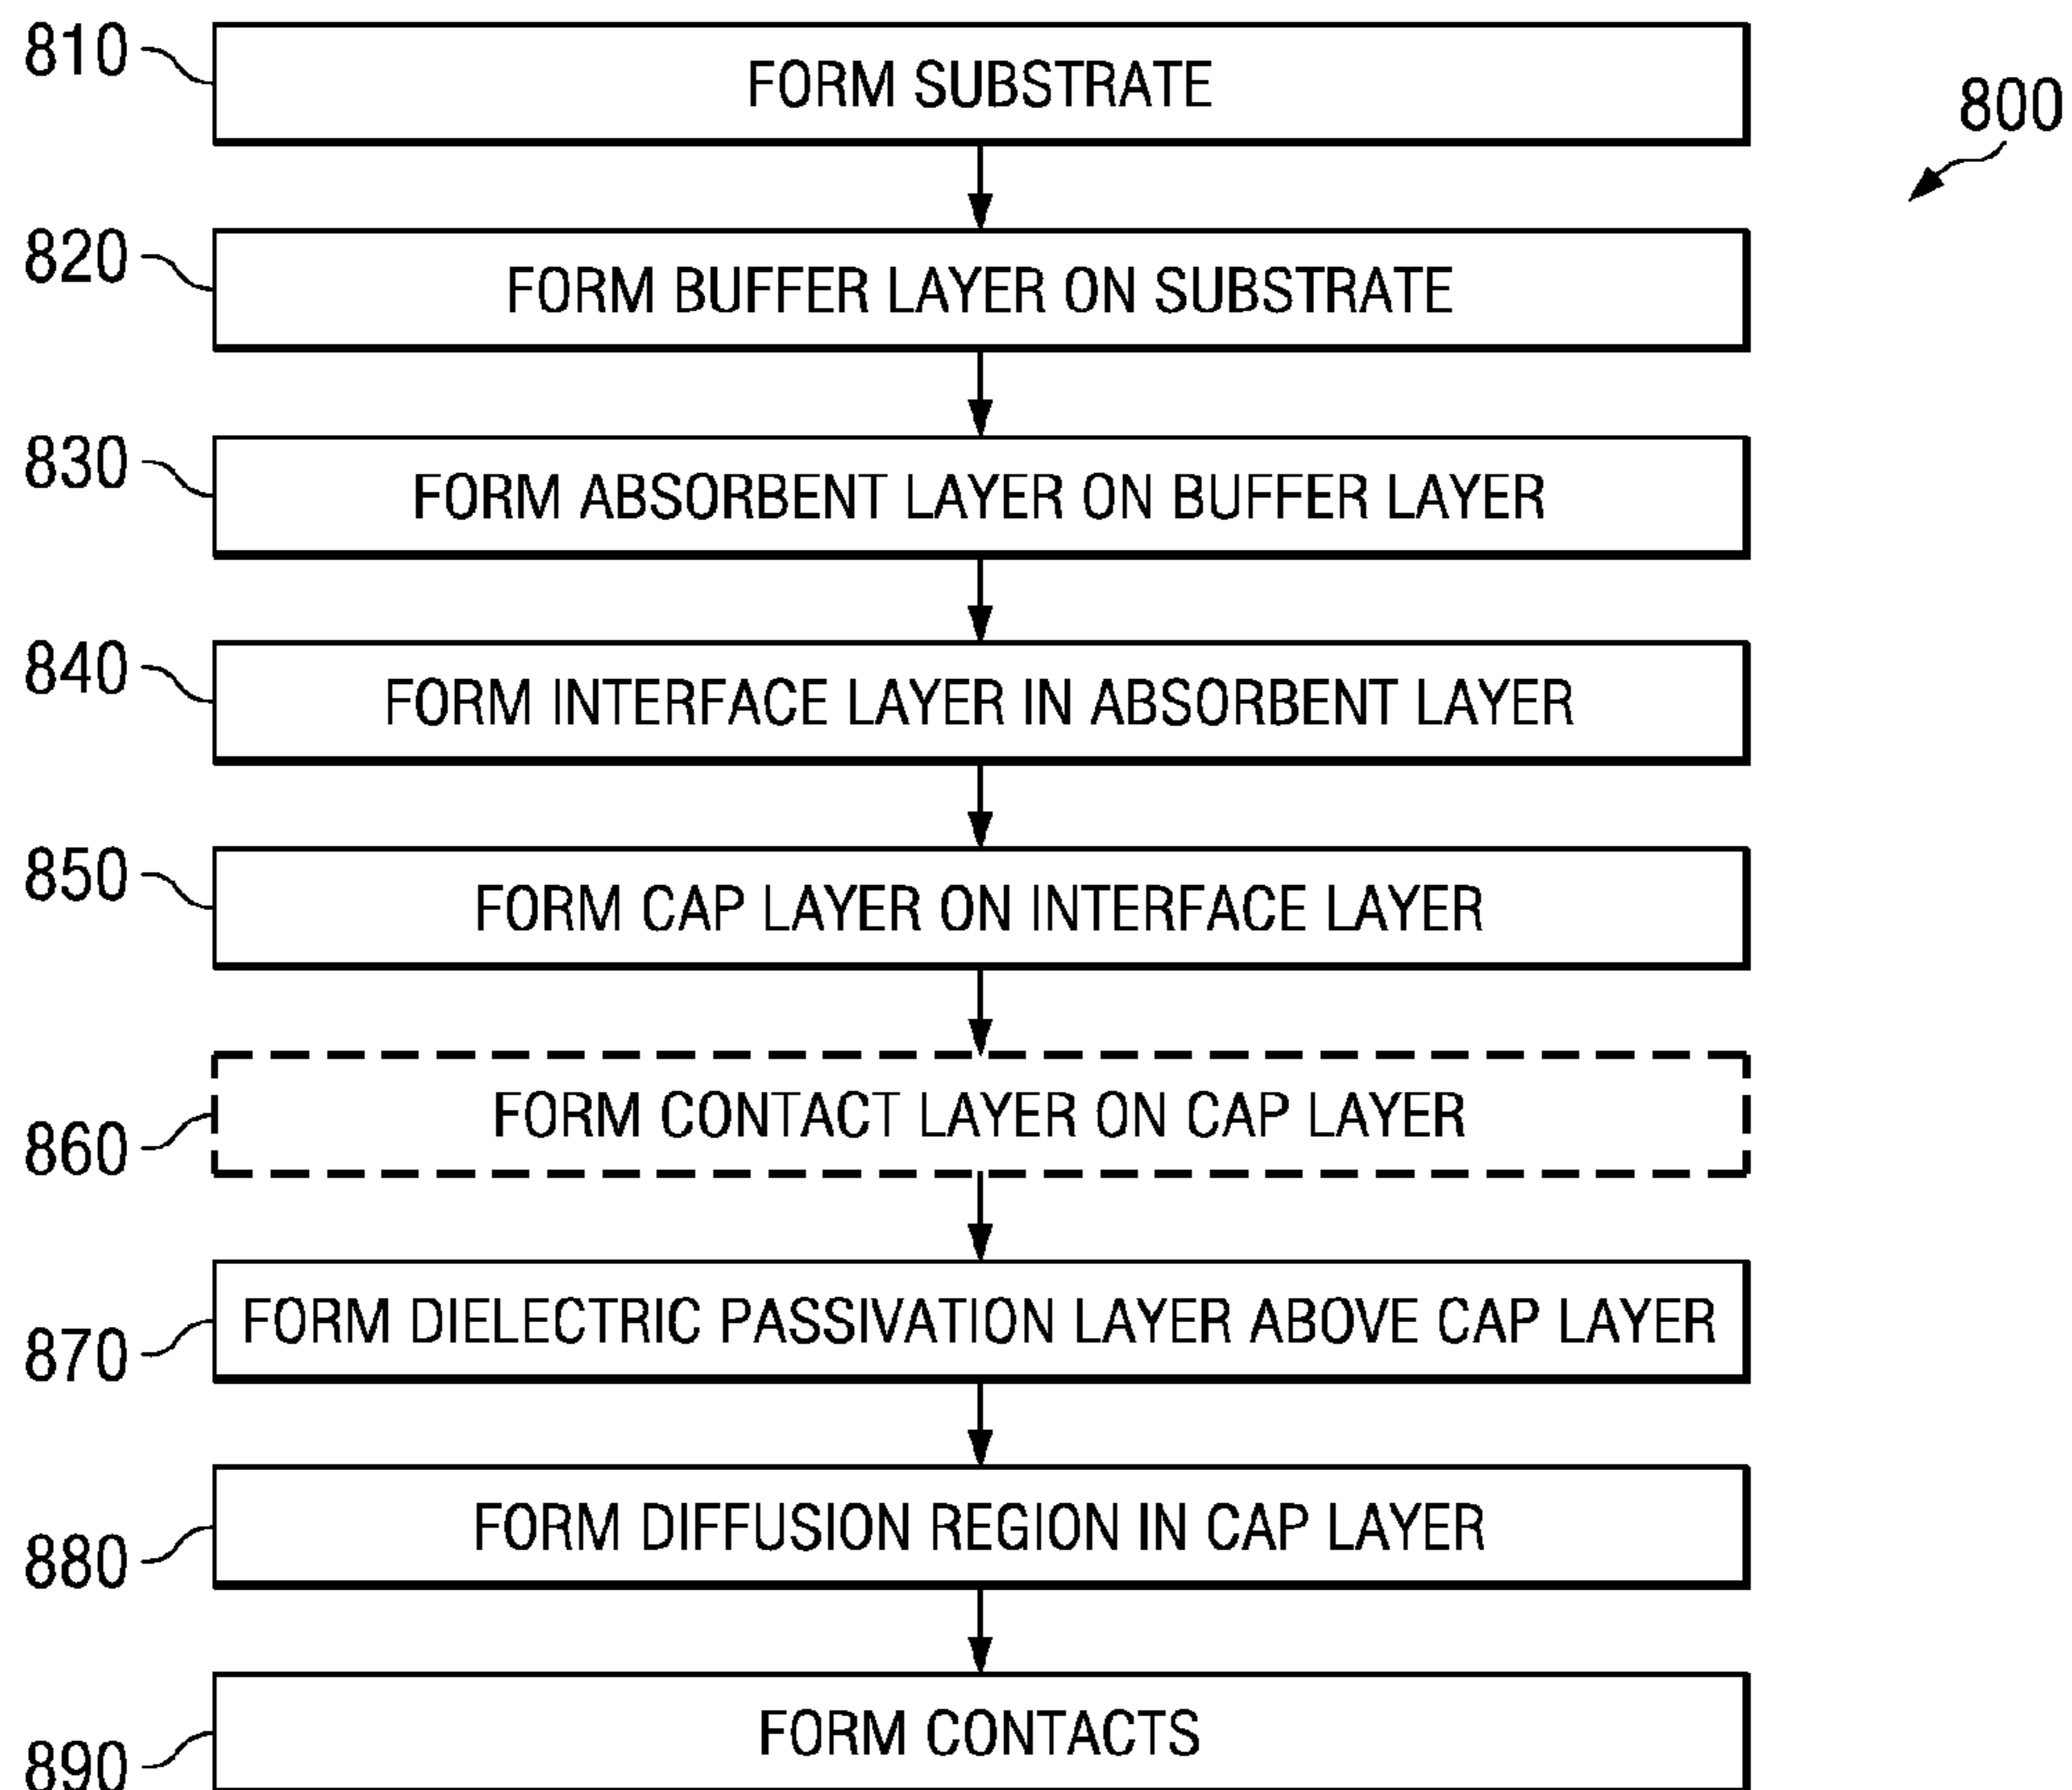 810
FORM SUBSTRATE
800
820
FORM BUFFER LAYER ON SUBSTRATE
830
FORM ABSORBENT LAYER ON BUFFER LAYER
840
FORM INTERFACE LAYER IN ABSORBENT LAYER
850
FORM CAP LAYER ON INTERFACE LAYER
860
FORM CONTACT LAYER ON CAP LAYER
870
FORM DIELECTRIC PASSIVATION LAYER ABOVE CAP LAYER
880
FORM DIFFUSION REGION IN CAP LAYER
890
FORM CONTACTS